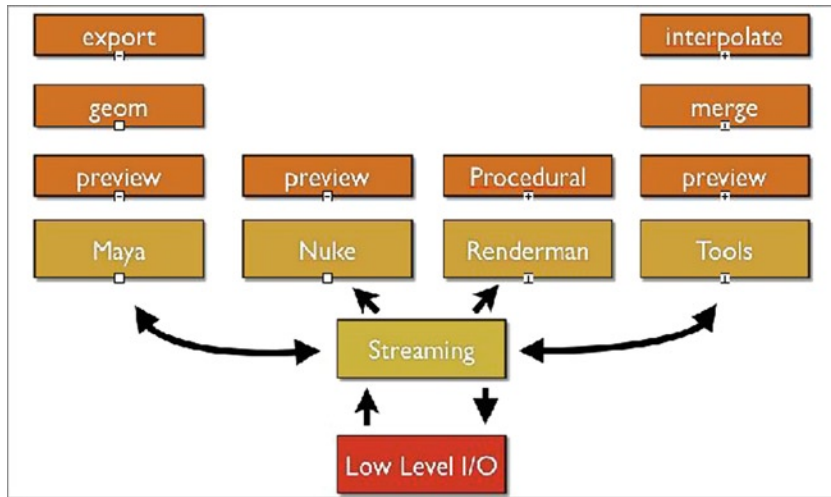 export
interpolate
geom
merge
preview
preview
Procedural
preview
Maya
Nuke
Renderman
Tools
Streaming
Low Level I/O